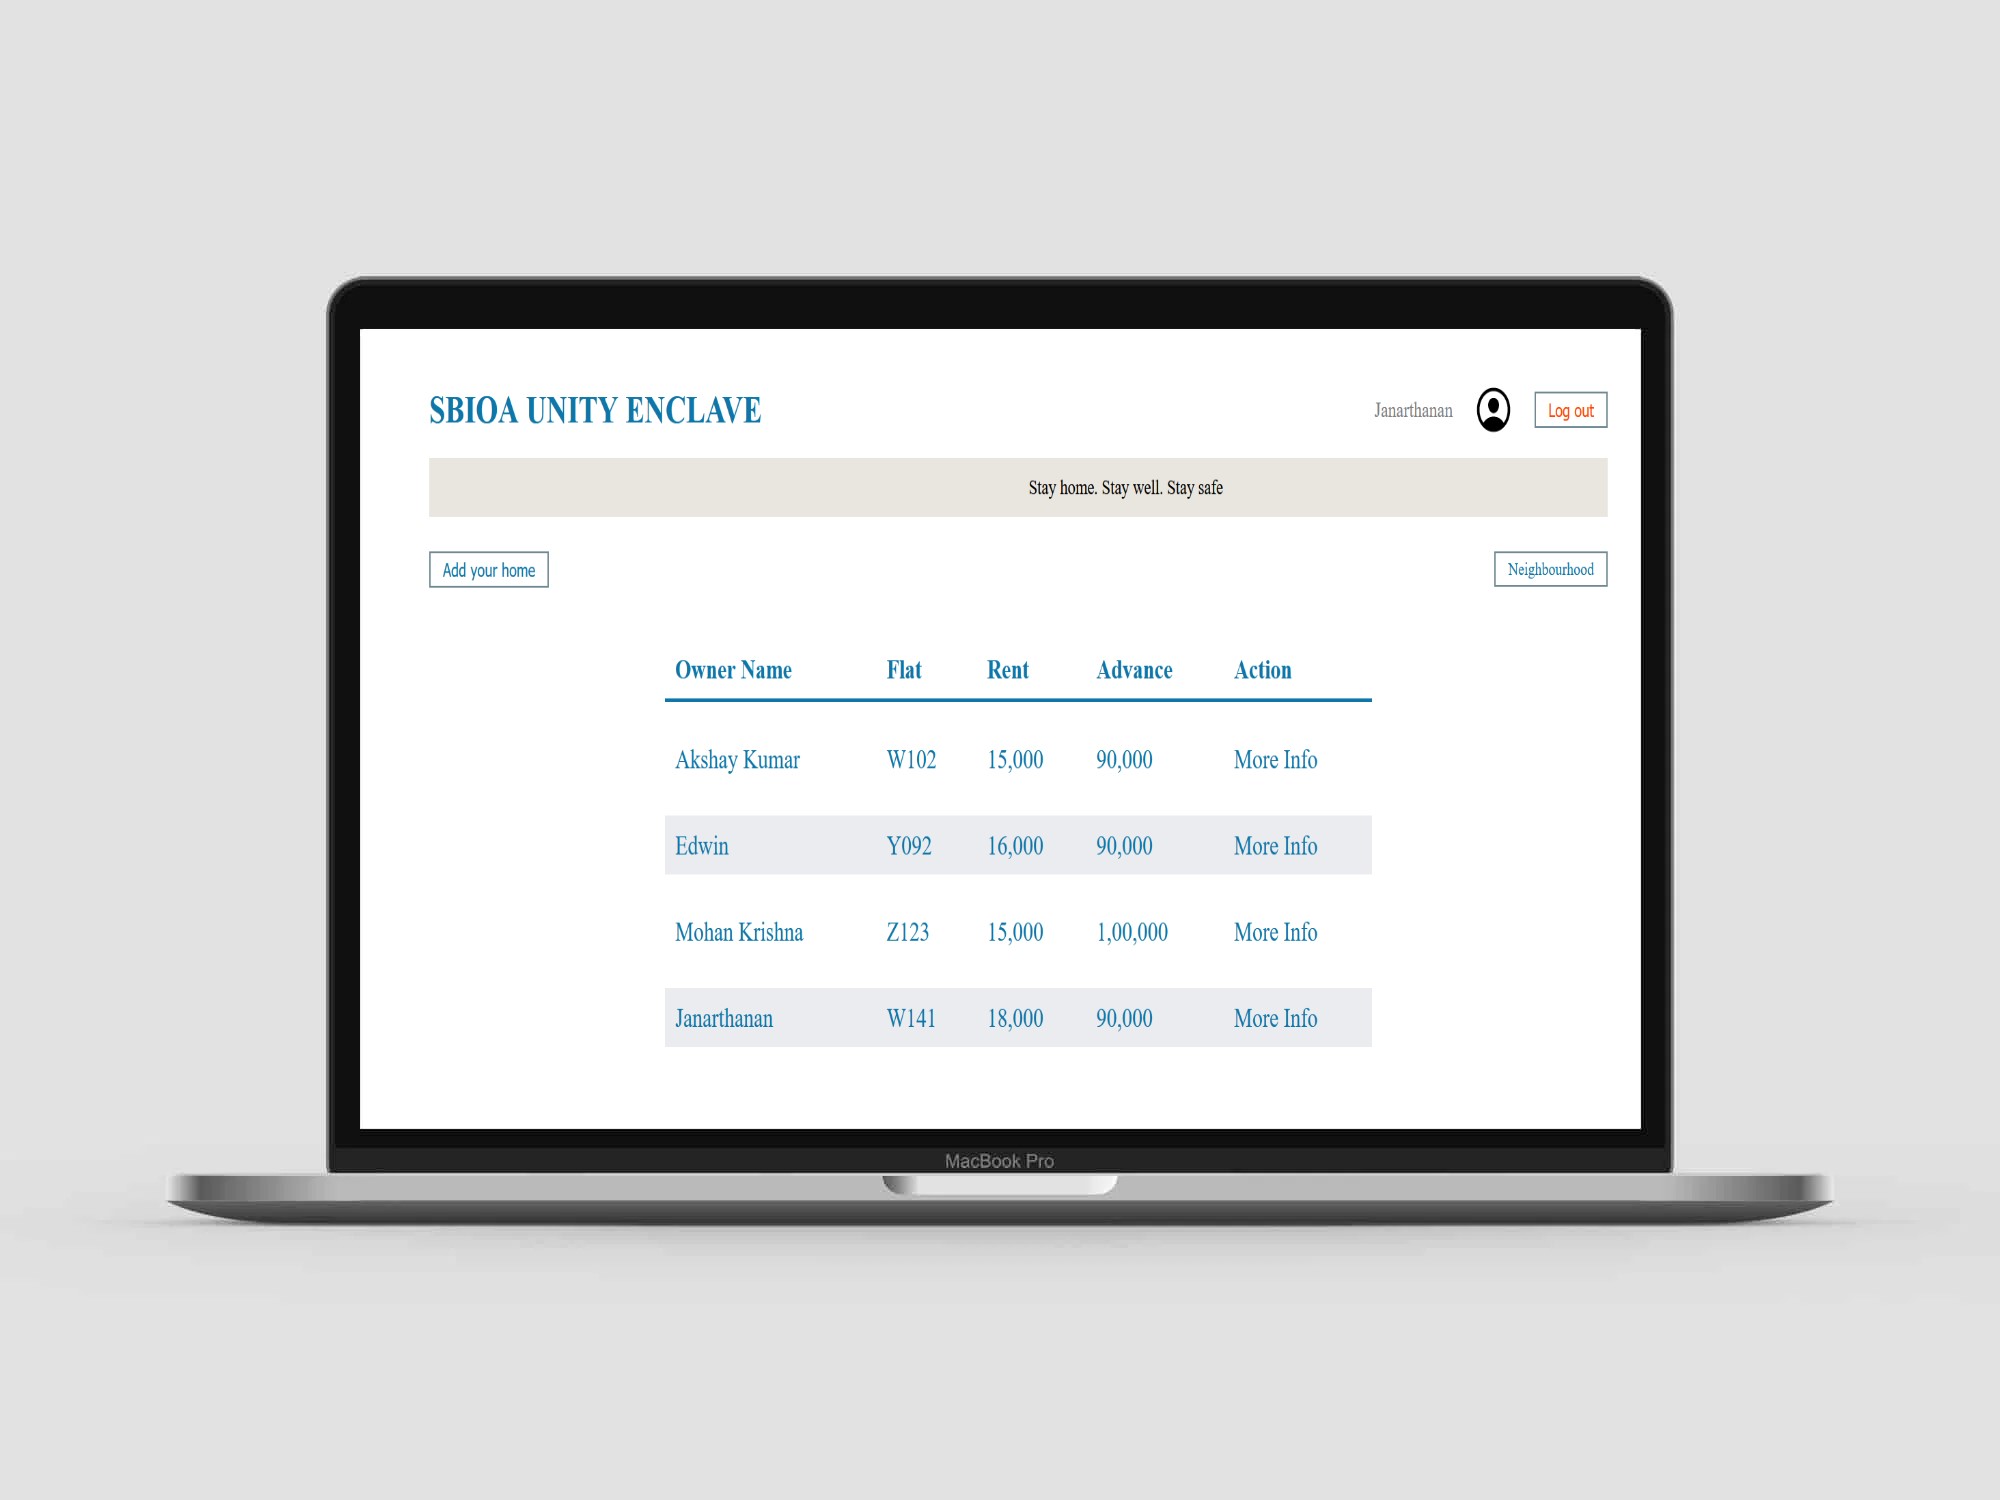 SBIOA UNITY ENCLAVE
Janarthanan
Log out
Stay home. Stay well. Stay safe
Add your home
Neighbourhood
Owner Name Flat Rent Advance Action
Akshay Kumar W102 15,000 90,000 More Info
Edwin Y092 16,000 90,000 More Info
Mohan Krishna Z123 15,000 1,00,000 More Info
Janarthanan W141 18,000 90,000 More Info
MacBook Pro